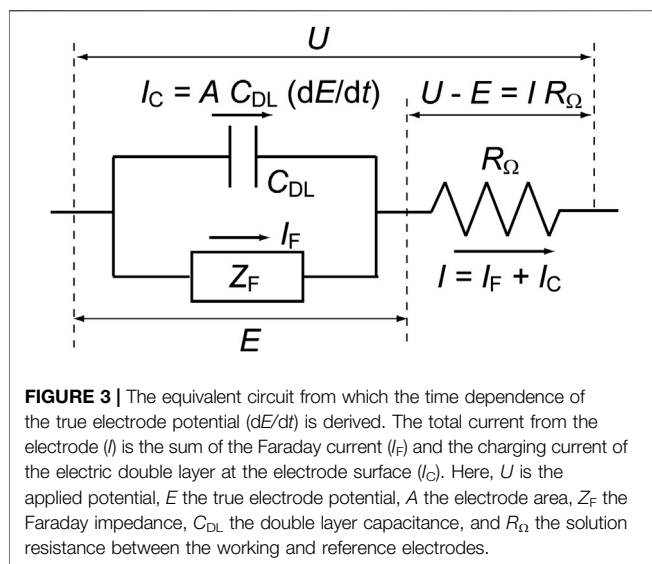 U
I_C = A C_DL (dE/dt)
U - E = I R_Ω
C_DL
R_Ω
I_F
Z_F
I = I_F + I_C
E
FIGURE 3 | The equivalent circuit from which the time dependence of
the true electrode potential (dE/dt) is derived. The total current from the
electrode (I) is the sum of the Faraday current (I_F) and the charging current of
the electric double layer at the electrode surface (I_C). Here, U is the
applied potential, E the true electrode potential, A the electrode area, Z_F the
Faraday impedance, C_DL the double layer capacitance, and R_Ω the solution
resistance between the working and reference electrodes.